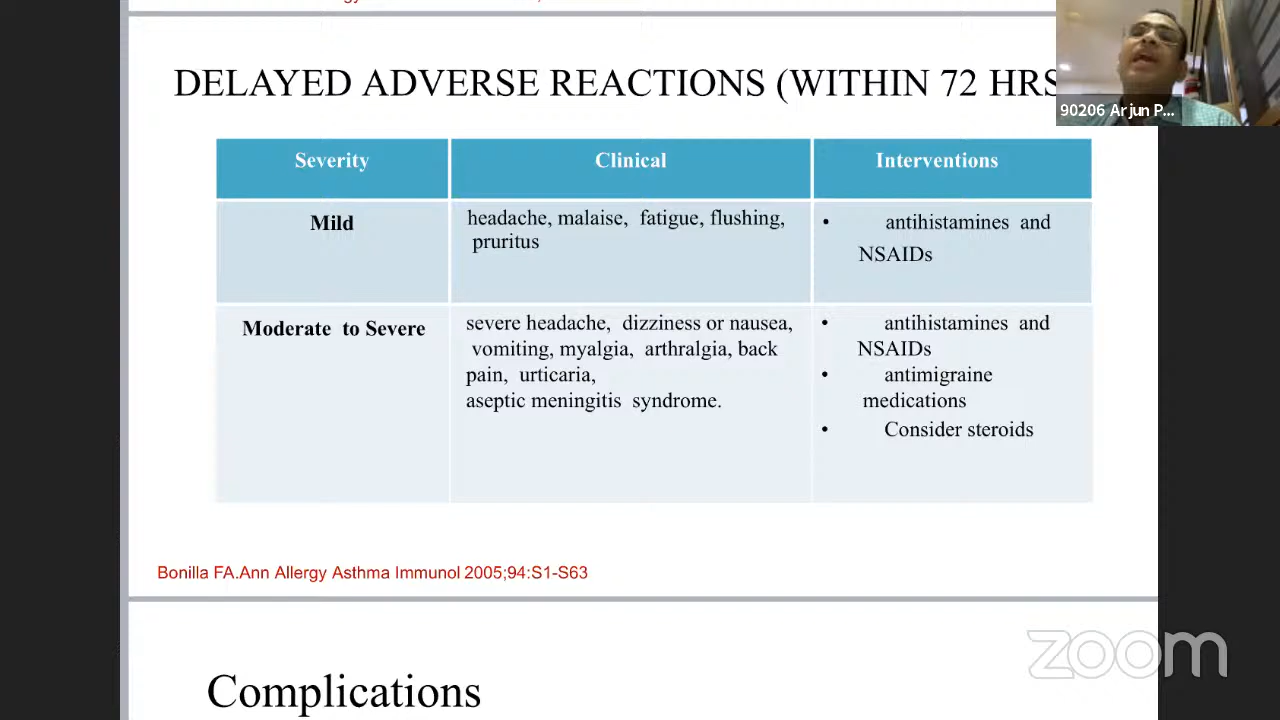 DELAYED ADVERSE REACTIONS (WITHIN 72 HRS
90206 Arjun P...
Severity
Clinical
Interventions
Mild
headache, malaise, fatigue, flushing,
pruritus
• antihistamines and
NSAIDs
Moderate to Severe
severe headache, dizziness or nausea,
vomiting, myalgia, arthralgia, back
pain, urticaria,
aseptic meningitis syndrome.
• antihistamines and
NSAIDs
• antimigraine
medications
• Consider steroids
Bonilla FA.Ann Allergy Asthma Immunol 2005;94:S1-S63
zoom
Complications